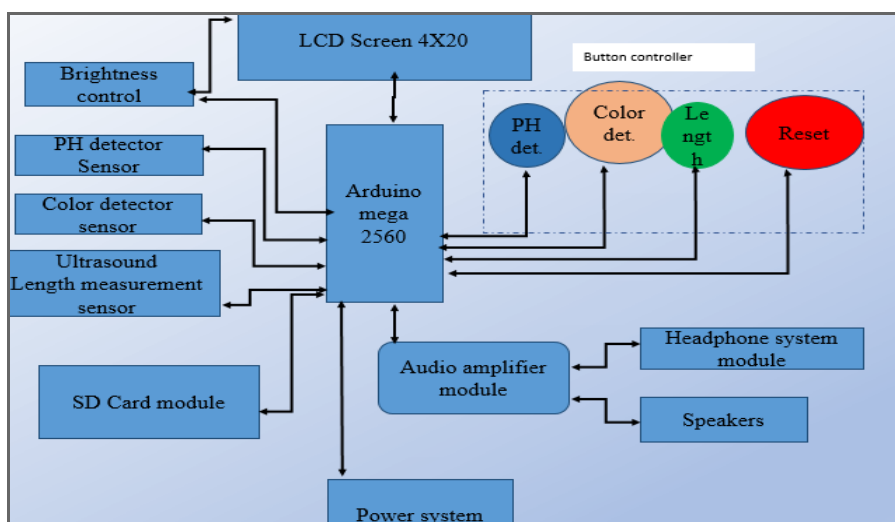 LCD Screen 4X20
Button controller
Brightness
control
PH
det.
Color
det.
Le
ngt
h
Reset
PH detector
Sensor
Arduino
mega
2560
Color detector
sensor
Ultrasound
Length measurement
sensor
Headphone system
module
Audio amplifier
module
SD Card module
Speakers
Power system